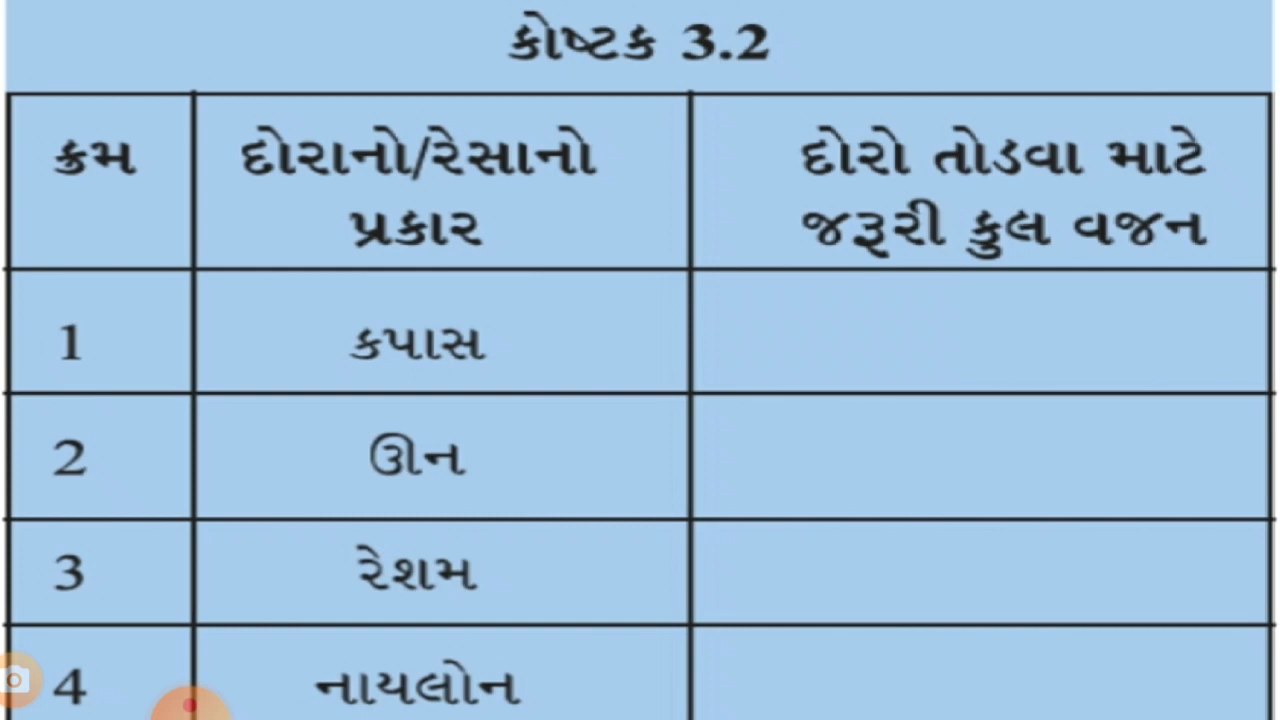 કોષ્ટક 3.2
ક્રમ દોરાનો/રેસાનો પ્રકાર દોરો તોડવા માટે જરૂરી કુલ વજન
1 કપાસ
2 ઊન
3 રેશમ
4 નાયલોન